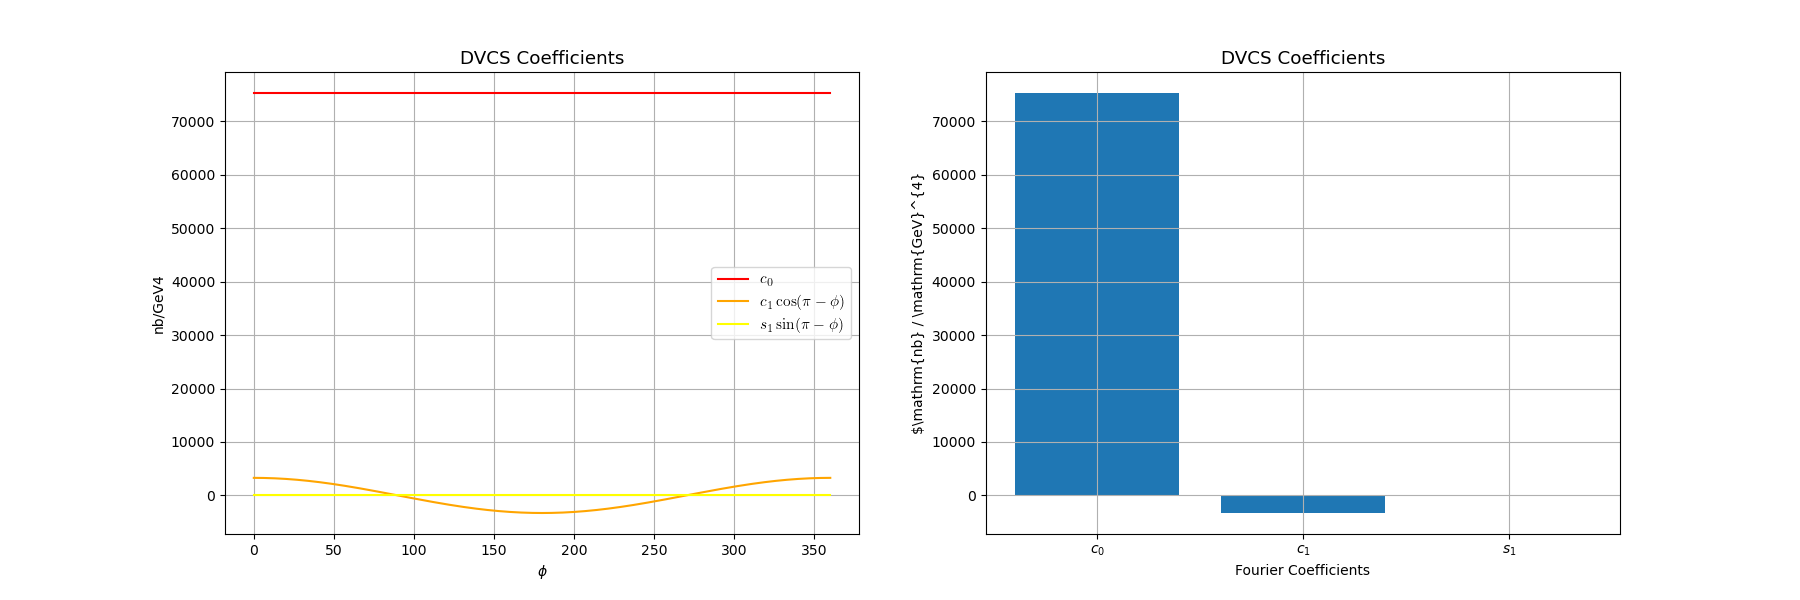 DVCS Coefficients
70000
60000
50000
40000
30000
20000
10000
0
nb/GeV4
c₀
c₁ cos(π − ϕ)
s₁ sin(π − ϕ)
0 50 100 150 200 250 300 350
ϕ
DVCS Coefficients
70000
60000
50000
40000
30000
20000
10000
0
$\mathrm{nb} / \mathrm{GeV}^{4}
c₀ c₁ s₁
Fourier Coefficients